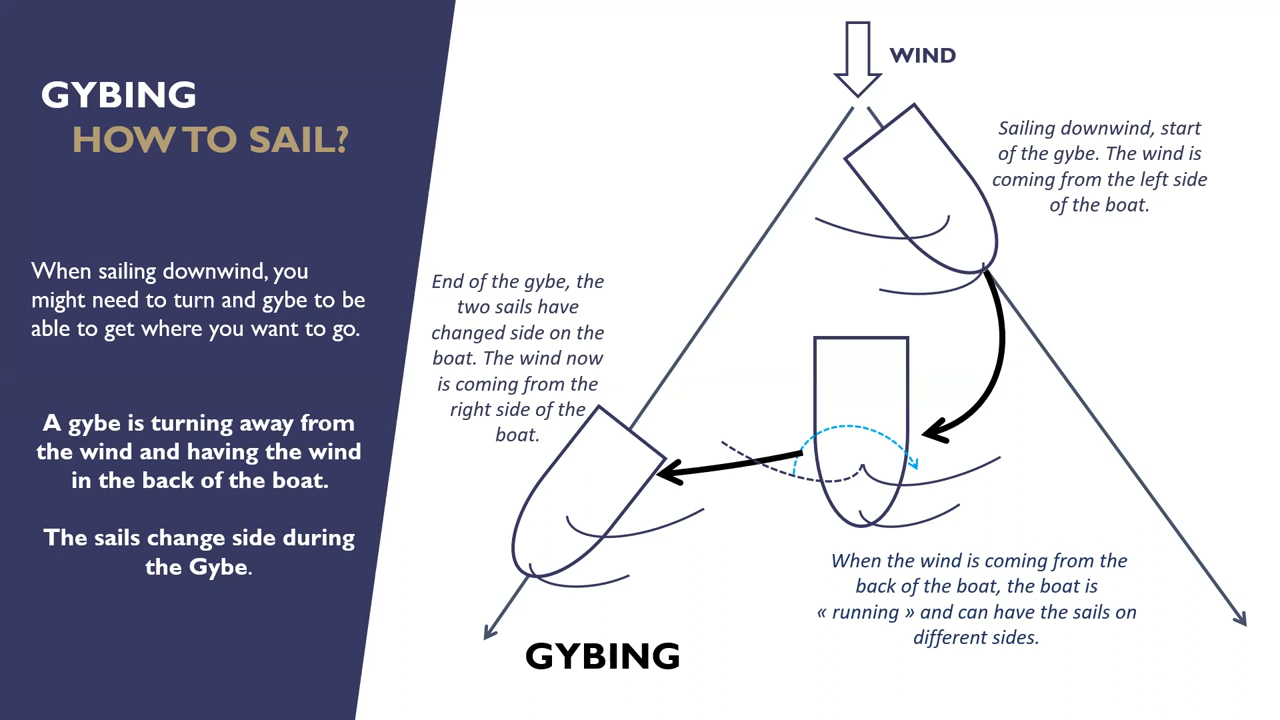 GYBING
HOW TO SAIL?
When sailing downwind, you
might need to turn and gybe to be
able to get where you want to go.
A gybe is turning away from
the wind and having the wind
in the back of the boat.
The sails change side during
the Gybe.
WIND
Sailing downwind, start
of the gybe. The wind is
coming from the left side
of the boat.
End of the gybe, the
two sails have
changed side on the
boat. The wind now
is coming from the
right side of the
boat.
When the wind is coming from the
back of the boat, the boat is
« running » and can have the sails on
different sides.
GYBING